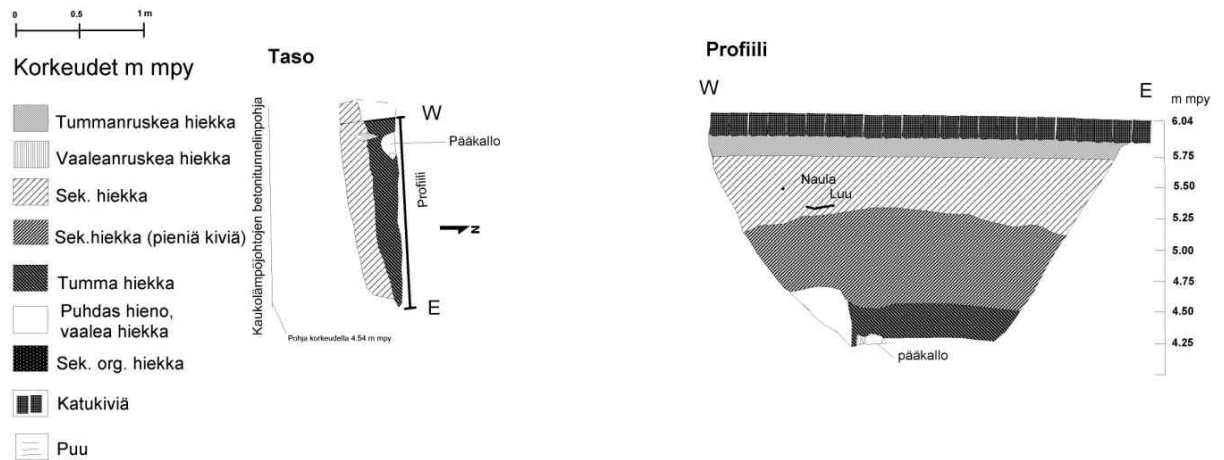 0 0.5 1 m
Korkeudet m mpy
Tummanruskea hiekka
Vaaleanruskea hiekka
Sek. hiekka
Sek.hiekka (pieniä kiviä)
Tumma hiekka
Puhdas hieno,
vaalea hiekka
Sek. org. hiekka
Katukiviä
Puu
Taso
Kaukolämpöjohtojen betonitunnelinpohja
W
Pääkallo
Profiili
N
E
Pohja korkeudella 4.54 m mpy
Profiili
W
E
m mpy
6.04
5.75
5.50
5.25
5.00
4.75
4.50
4.25
Naula
Luu
pääkallo